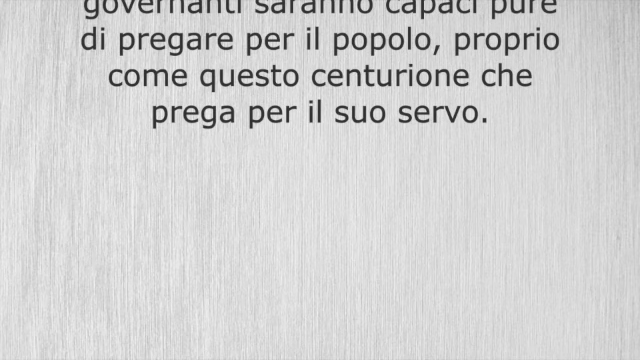 governanti saranno capaci pure
di pregare per il popolo, proprio
come questo centurione che
prega per il suo servo.